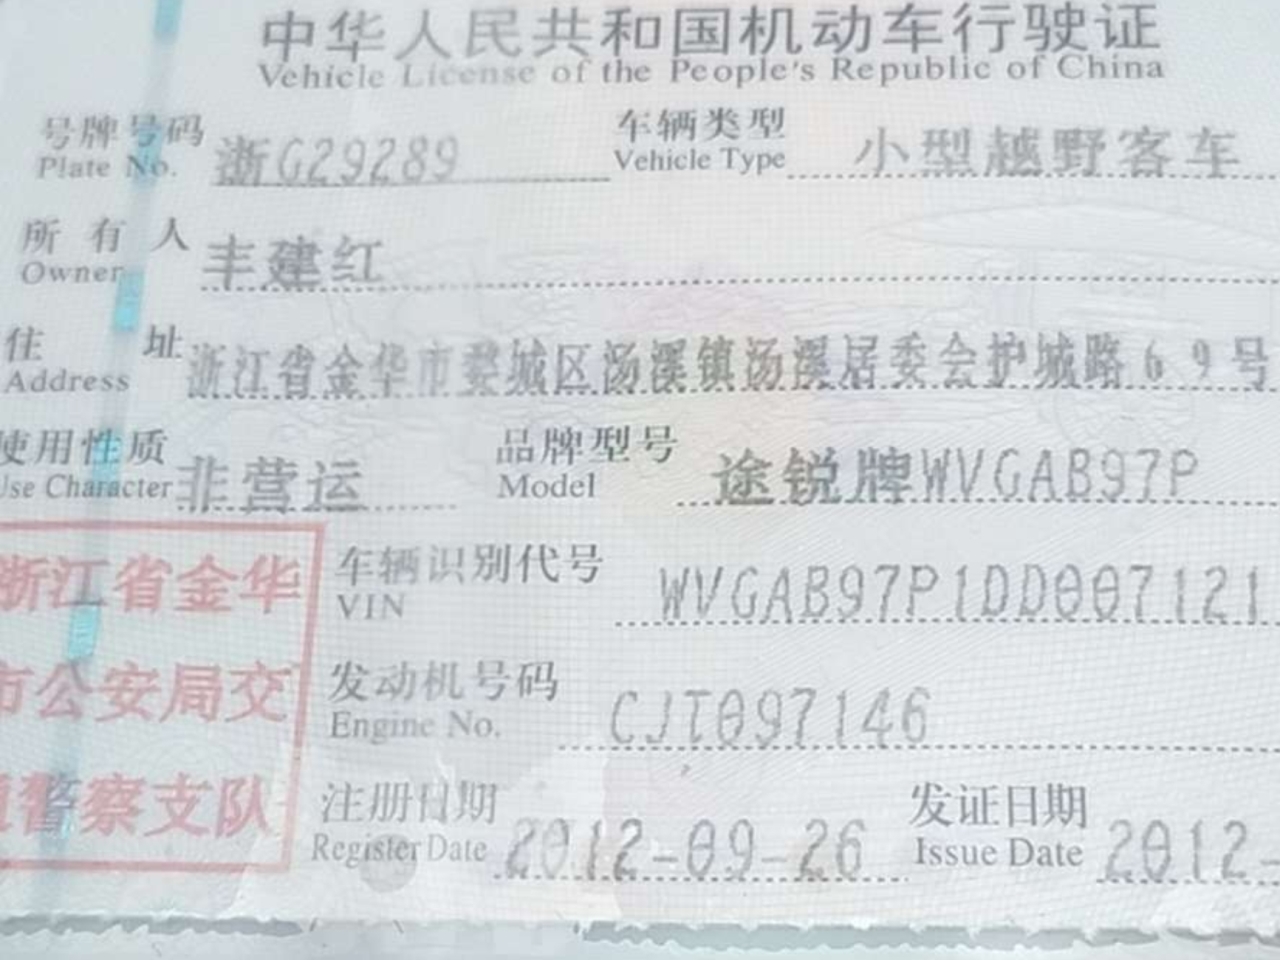 中华人民共和国机动车行驶证
Vehicle License of the People's Republic of China
号牌号码 浙G29289 车辆类型 小型越野客车
Plate No. Vehicle Type
所有人 丰建红
Owner
住址 浙江省金华市婺城区汤溪镇汤溪居委会护城路69号
Address
使用性质 非营运 品牌型号 途锐牌WVGAB97P
Use Character Model
浙江省金华
市公安局交
通警察支队
车辆识别代号 WVGAB97P1DD007121
VIN
发动机号码 CJT097146
Engine No.
注册日期 2012-09-26 发证日期 2012-
Register Date Issue Date